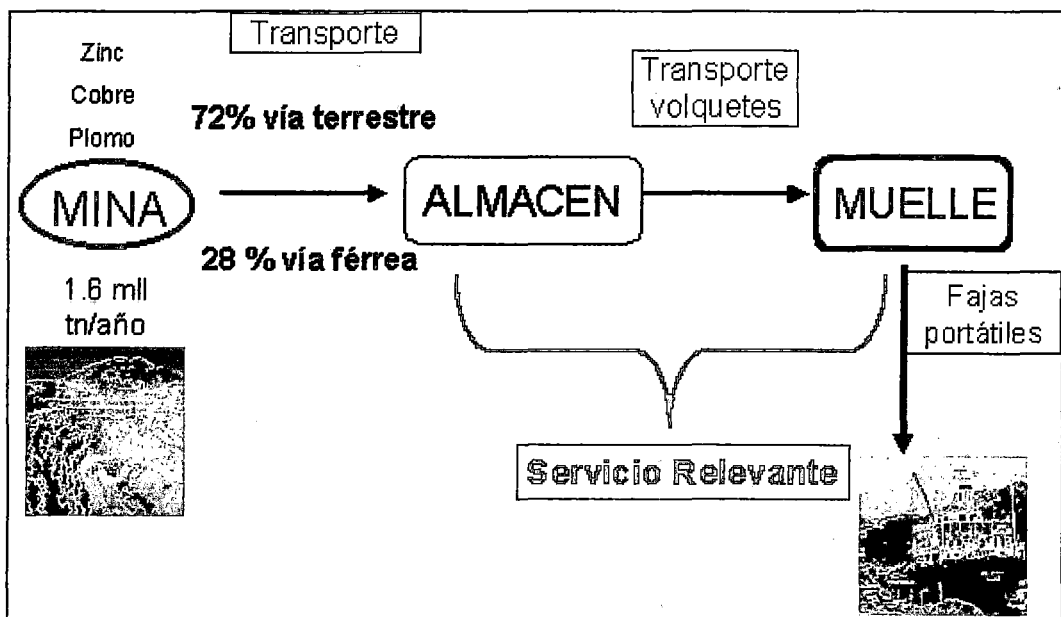 Transporte
Zinc
Cobre
Plomo
72% vía terrestre
Transporte
volquetes
MINA
ALMACEN
MUELLE
28 % vía férrea
1.6 mll
tn/año
Fajas
portátiles
Servicio Relevante